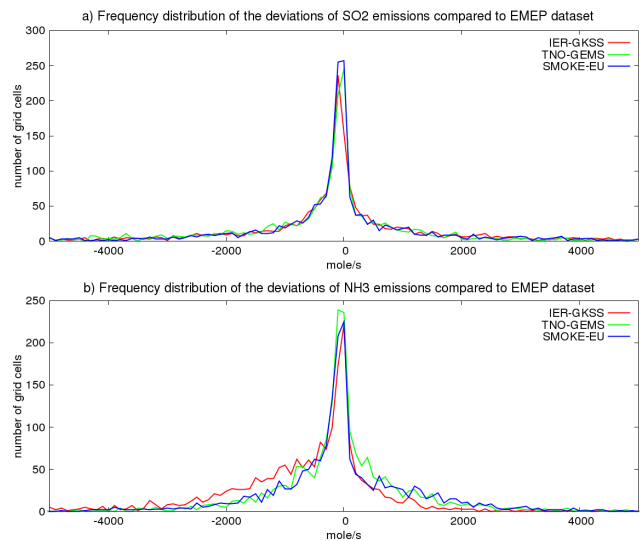 a) Frequency distribution of the deviations of SO2 emissions compared to EMEP dataset
300
250
200
150
100
50
0
number of grid cells
IER-GKSS
TNO-GEMS
SMOKE-EU
-4000 -2000 0 2000 4000
mole/s
b) Frequency distribution of the deviations of NH3 emissions compared to EMEP dataset
250
200
150
100
50
0
number of grid cells
IER-GKSS
TNO-GEMS
SMOKE-EU
-4000 -2000 0 2000 4000
mole/s